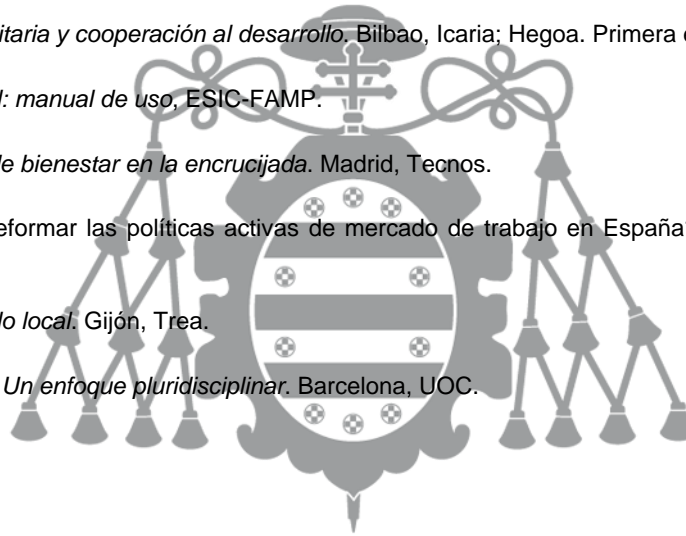 itaria y cooperación al desarrollo. Bilbao, Icaria; Hegoa. Primera
: manual de uso, ESIC-FAMP.
de bienestar en la encrucijada. Madrid, Tecnos.
eformar las políticas activas de mercado de trabajo en España
lo local. Gijón, Trea.
Un enfoque pluridisciplinar. Barcelona, UOC.